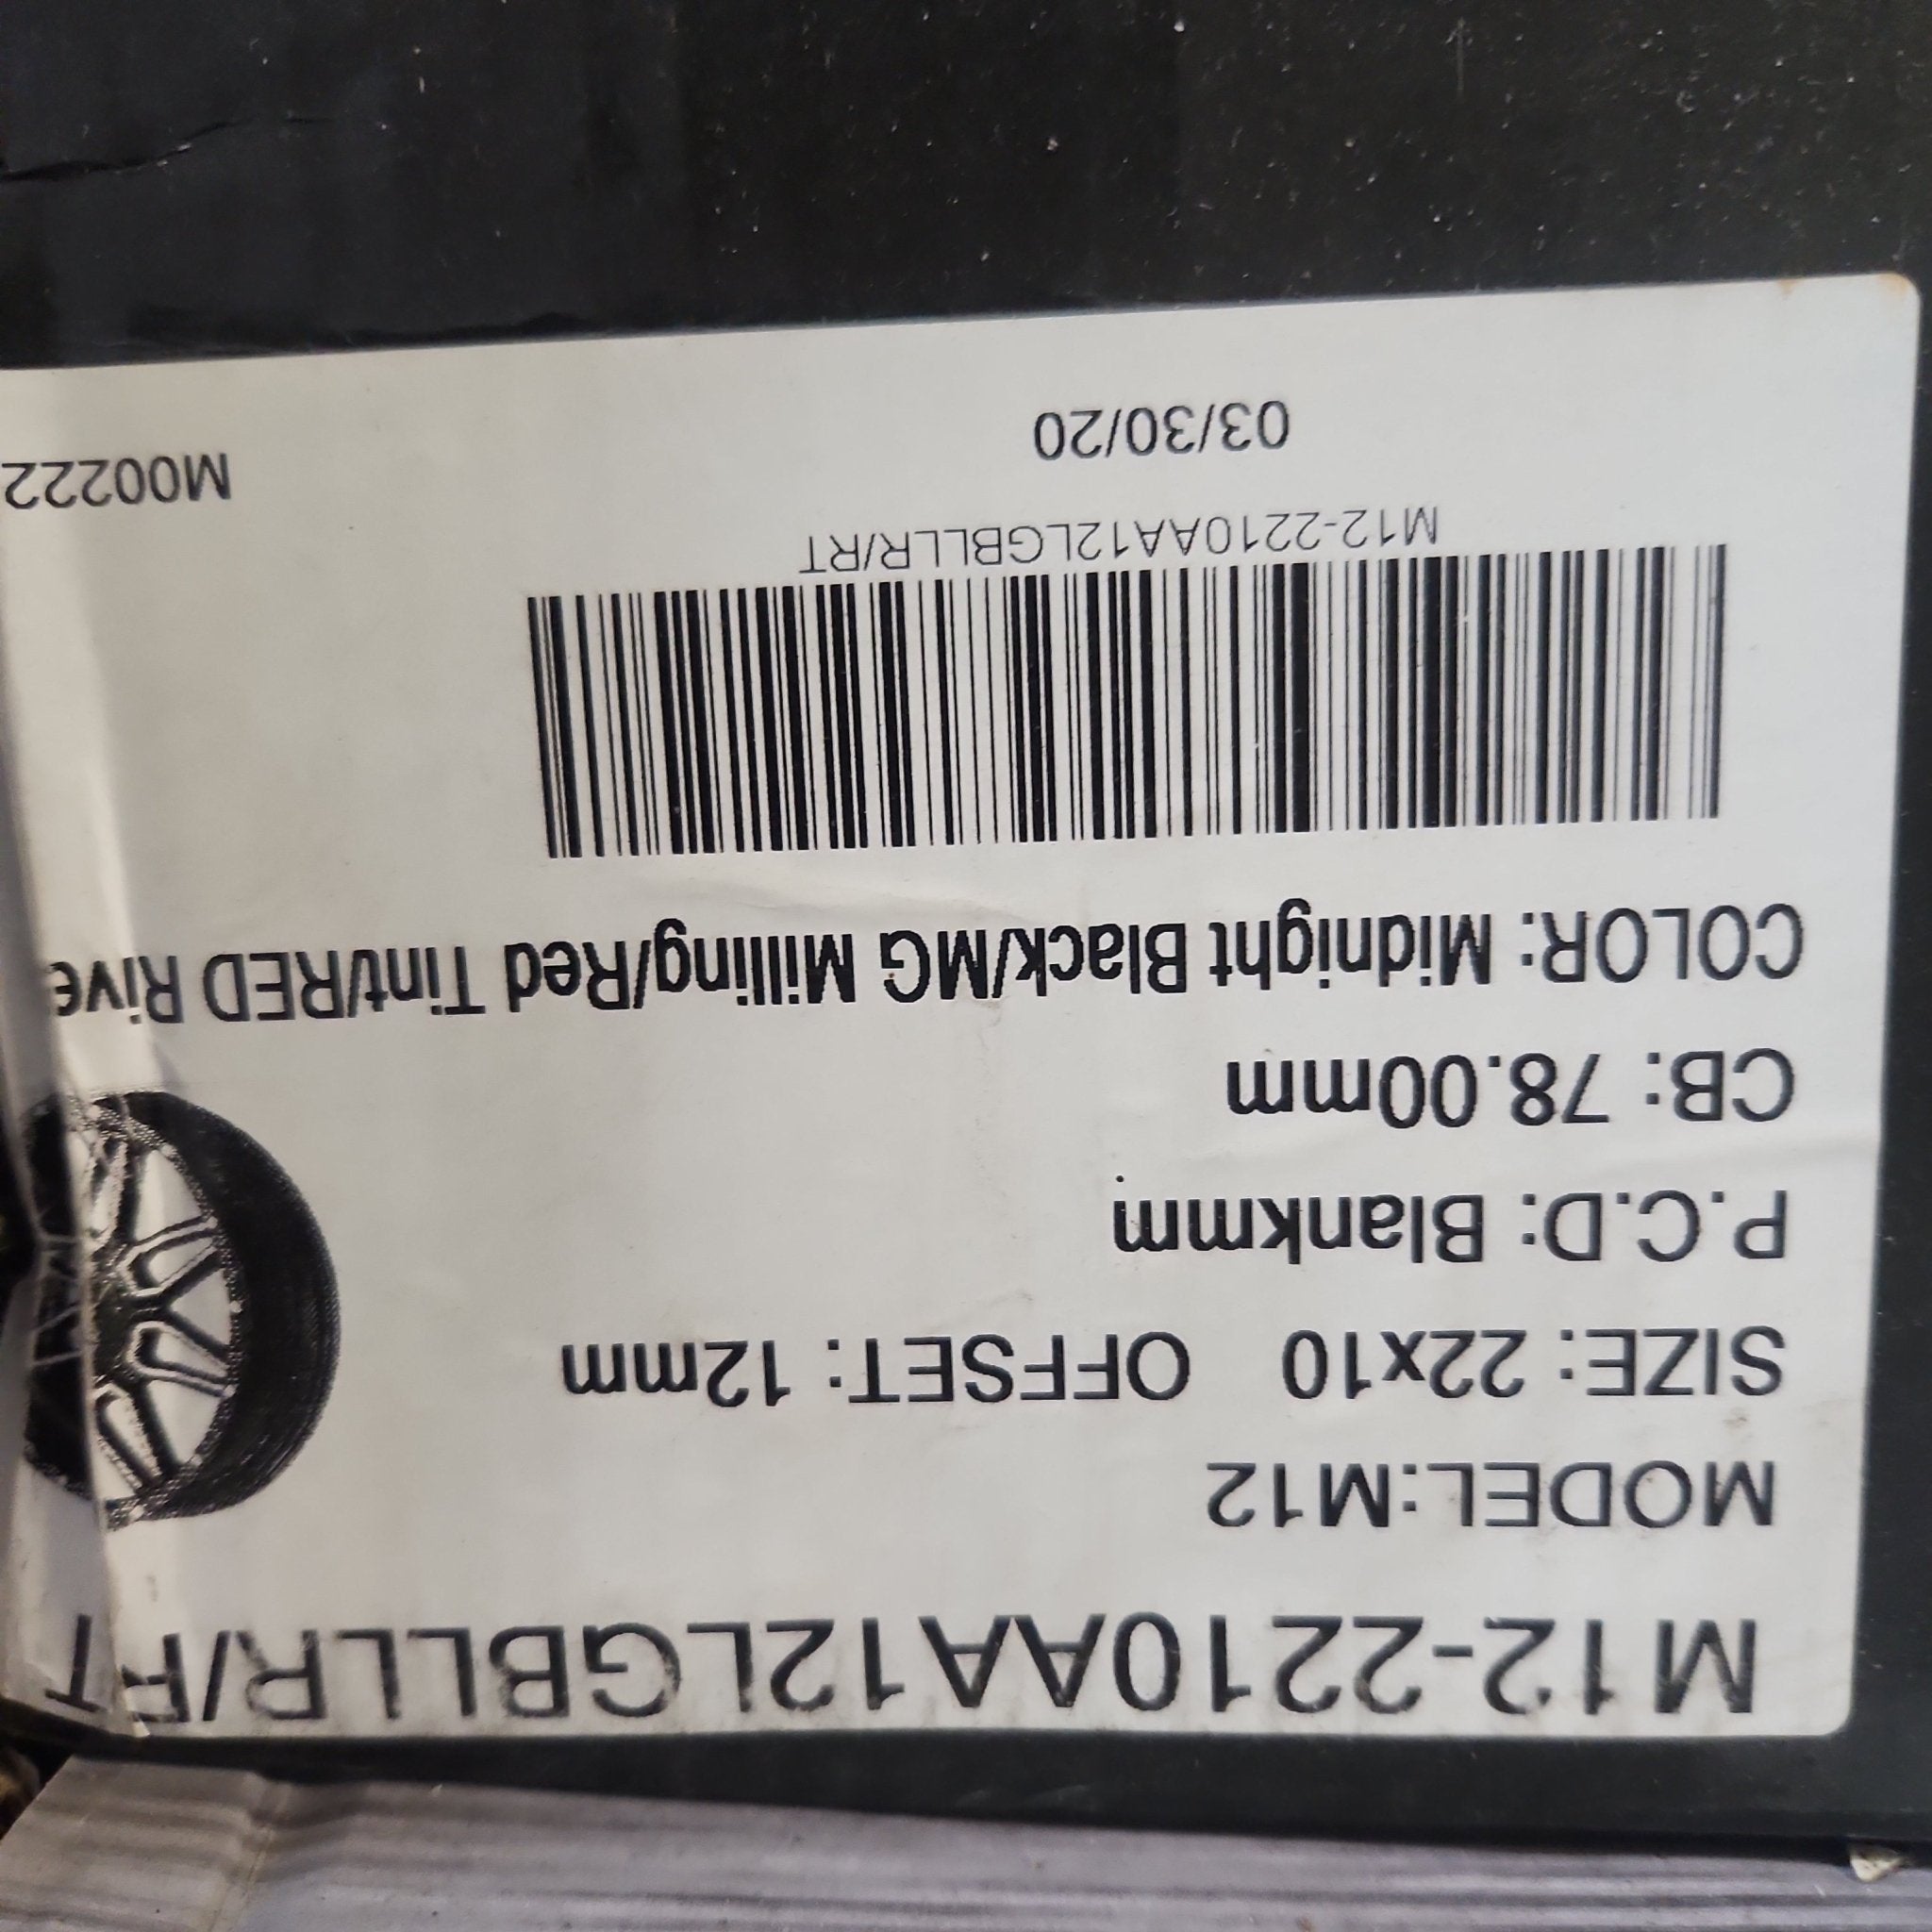 M12-2210AA12LGBLLR/RT
MODEL:M12
SIZE: 22x10 OFFSET: 12mm
P.C.D: Blankmm
CB: 78.00mm
COLOR: Midnight Black/MG Milling/Red Tint/RED Rive
M12-2210AA12LGBLLR/RT
03/30/20
M00222